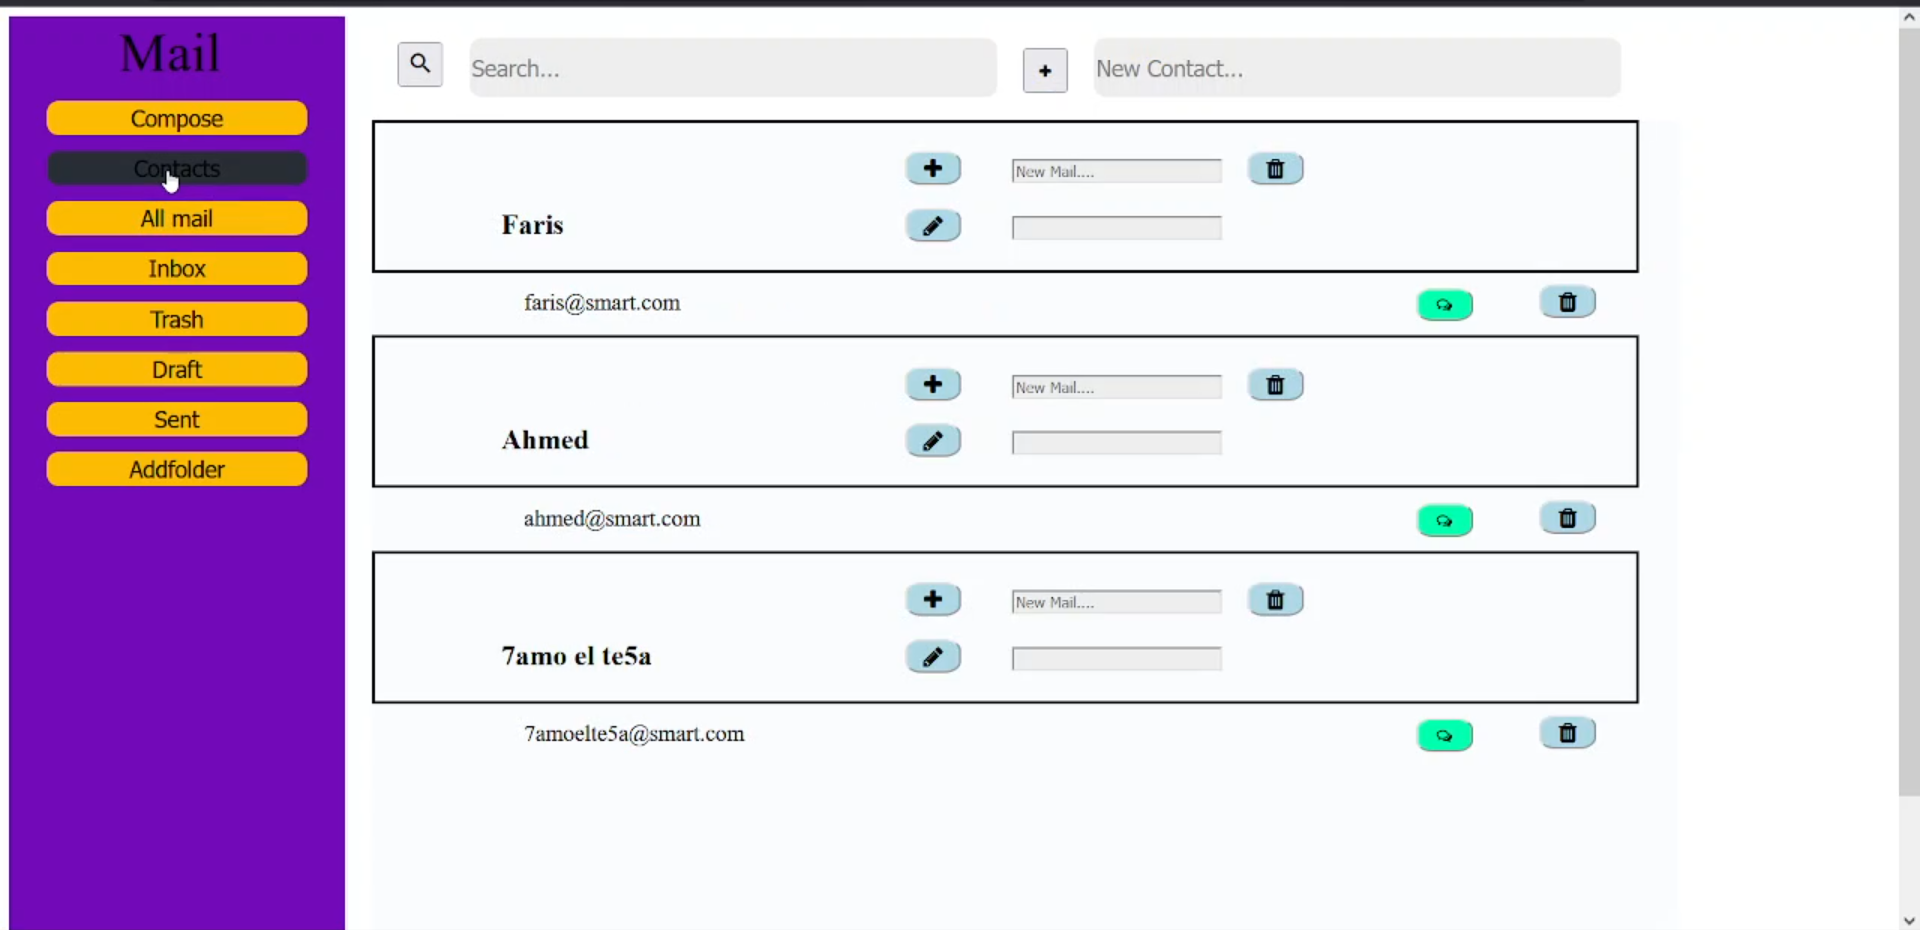 Mail
Compose
Contacts
All mail
Inbox
Trash
Draft
Sent
Addfolder
Search...
New Contact...
New Mail....
Faris
faris@smart.com
New Mail....
Ahmed
ahmed@smart.com
New Mail....
7amo el te5a
7amoelte5a@smart.com